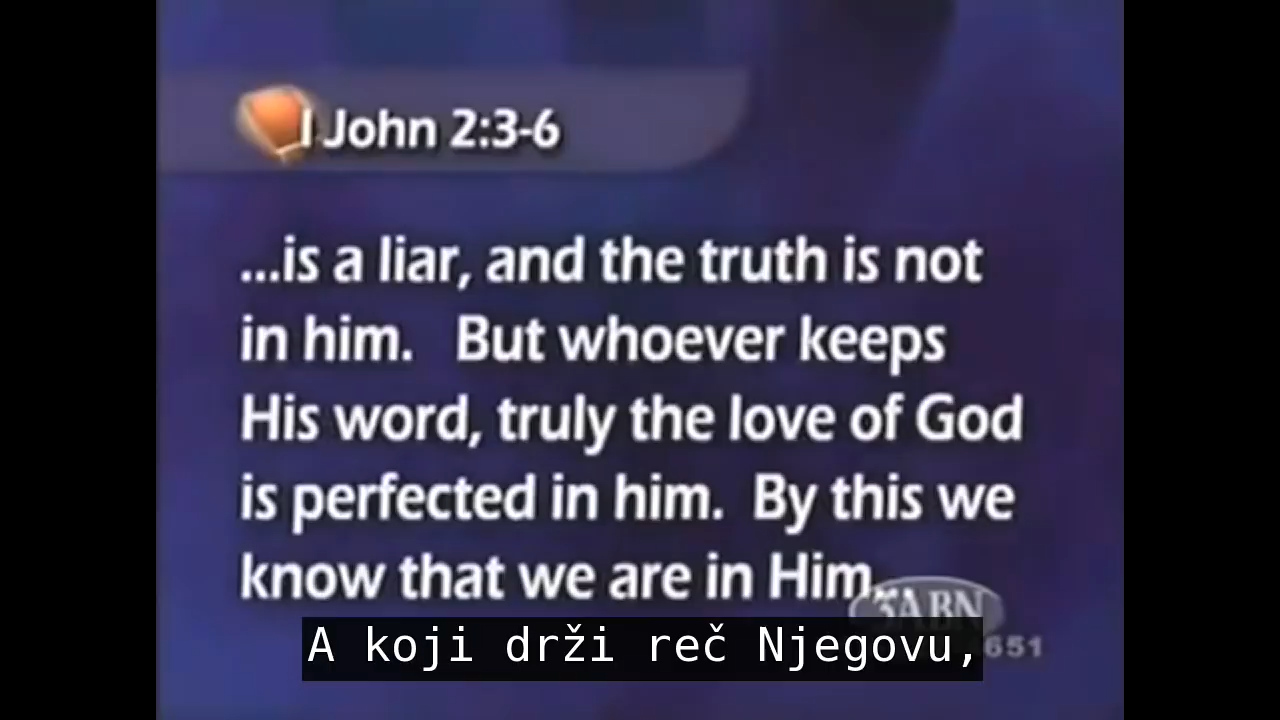 I John 2:3-6
...is a liar, and the truth is not
in him. But whoever keeps
His word, truly the love of God
is perfected in him. By this we
know that we are in Him...
3ABN
A koji drži reč Njegovu,
651